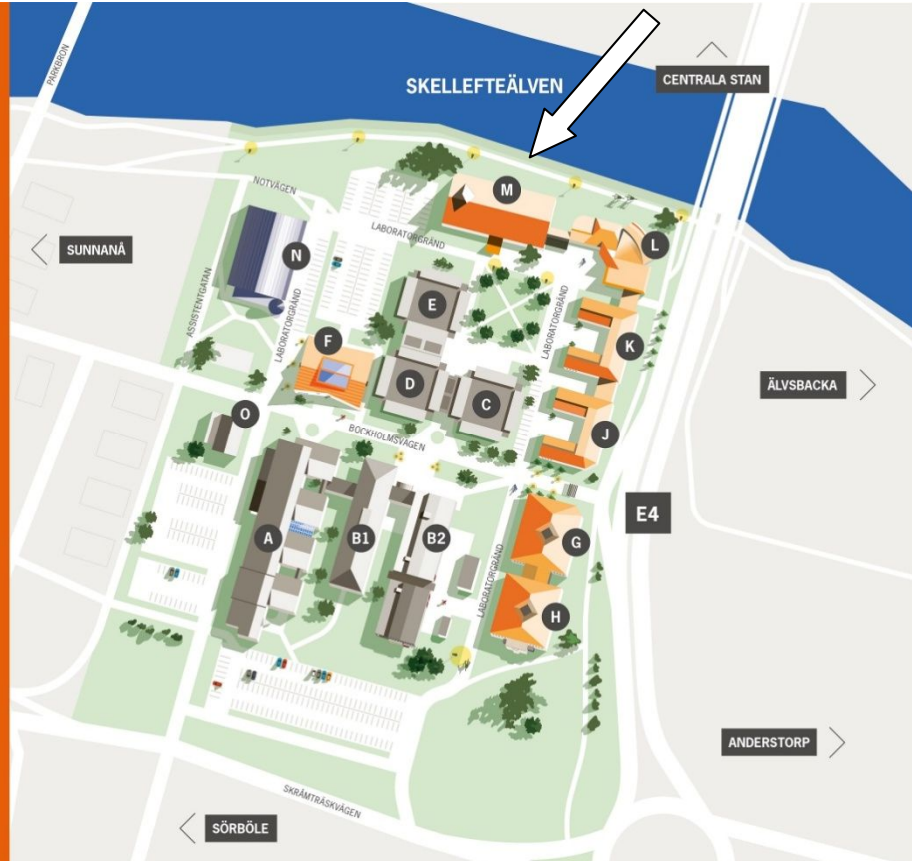 PARKBRON
SKELLEFTEÄLVEN
CENTRALA STAN
NOTVÄGEN
M
SUNNANÅ
LABORATORGRÄND
L
N
ASSISTENTGATAN
E
LABORATORGRÄND
LABORATORGRÄND
F
K
D
C
ÄLVSBACKA
O
BOCKHOLMSVÄGEN
J
E4
A
B1
B2
G
LABORATORGRÄND
H
ANDERSTORP
SKRÄMTRÄSKVÄGEN
SÖRBÖLE